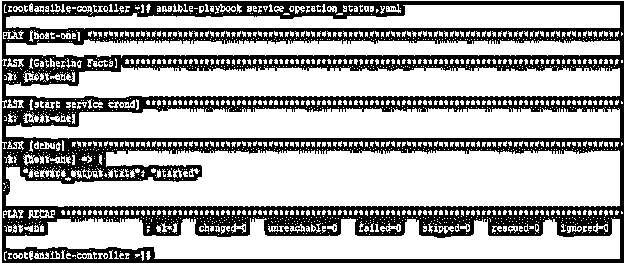 [root@ansible-controller ~]# ansible-playbook service_operation_status.yaml
PLAY [host-one]
TASK [Gathering Facts]
ok: [host-one]
TASK [start service crond]
ok: [host-one]
TASK [debug]
ok: [host-one] => {
"service_output.state": "started"
}
PLAY RECAP
host-one : ok=3 changed=0 unreachable=0 failed=0 skipped=0 rescued=0 ignored=0
[root@ansible-controller ~]#